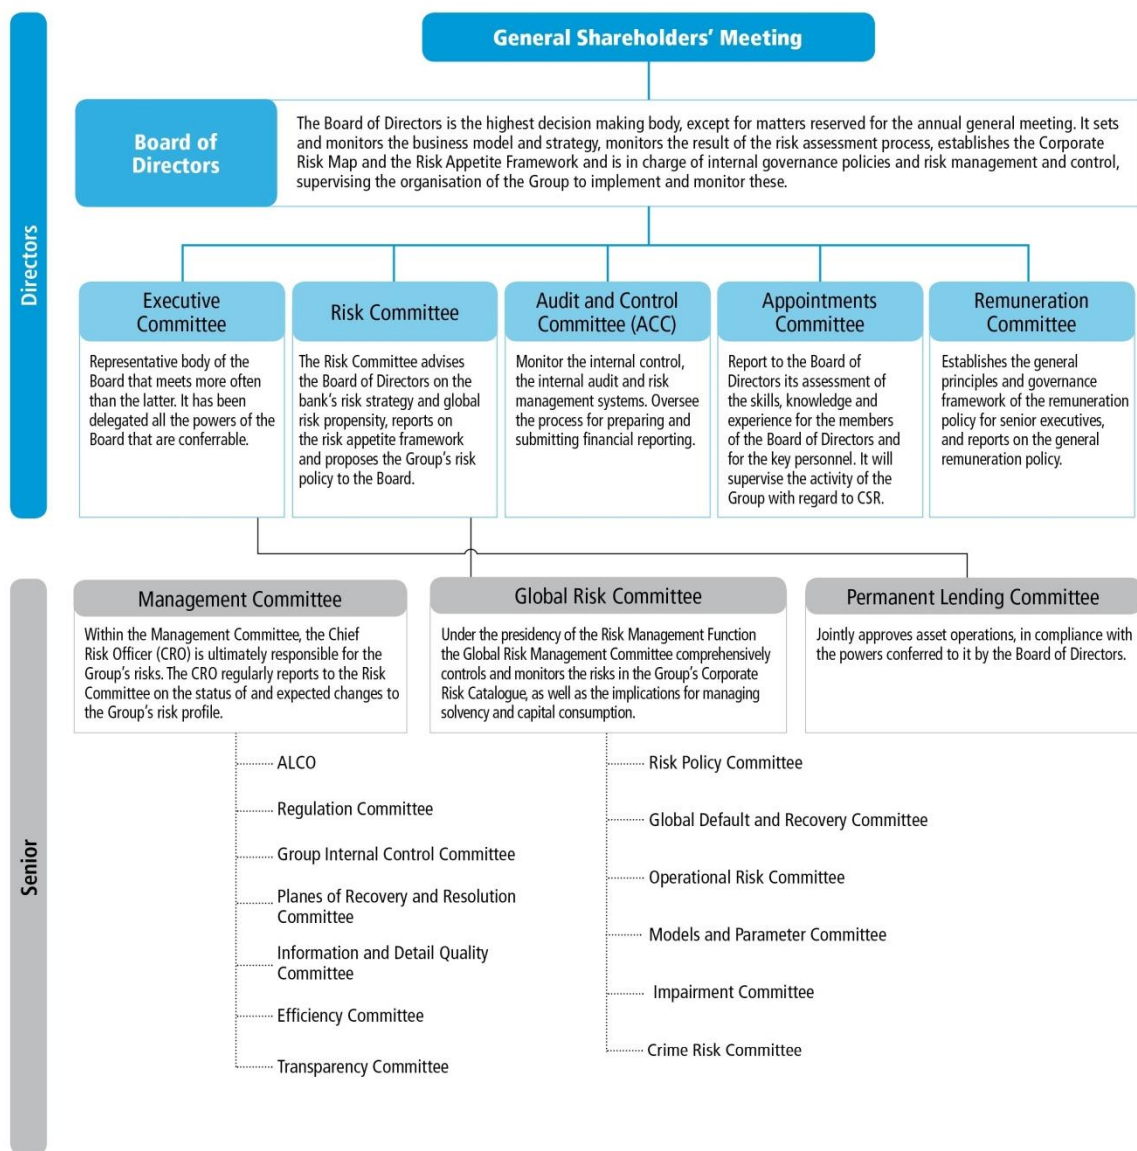 General Shareholders' Meeting
Directors
Board of
Directors
The Board of Directors is the highest decision making body, except for matters reserved for the annual general meeting. It sets
and monitors the business model and strategy, monitors the result of the risk assessment process, establishes the Corporate
Risk Map and the Risk Appetite Framework and is in charge of internal governance policies and risk management and control,
supervising the organisation of the Group to implement and monitor these.
Executive
Committee
Representative body of the
Board that meets more often
than the latter. It has been
delegated all the powers of the
Board that are conferrable.
Risk Committee
The Risk Committee advises
the Board of Directors on the
bank's risk strategy and global
risk propensity, reports on
the risk appetite framework
and proposes the Group's risk
policy to the Board.
Audit and Control
Committee (ACC)
Monitor the internal control,
the internal audit and risk
management systems. Oversee
the process for preparing and
submitting financial reporting.
Appointments
Committee
Report to the Board of
Directors its assessment of
the skills, knowledge and
experience for the members
of the Board of Directors and
for the key personnel. It will
supervise the activity of the
Group with regard to CSR.
Remuneration
Committee
Establishes the general
principles and governance
framework of the remuneration
policy for senior executives,
and reports on the general
remuneration policy.
Senior
Management Committee
Within the Management Committee, the Chief
Risk Officer (CRO) is ultimately responsible for the
Group's risks. The CRO regularly reports to the Risk
Committee on the status of and expected changes to
the Group's risk profile.
ALCO
Regulation Committee
Group Internal Control Committee
Planes of Recovery and Resolution
Committee
Information and Detail Quality
Committee
Efficiency Committee
Transparency Committee
Global Risk Committee
Under the presidency of the Risk Management Function
the Global Risk Management Committee comprehensively
controls and monitors the risks in the Group's Corporate
Risk Catalogue, as well as the implications for managing
solvency and capital consumption.
Risk Policy Committee
Global Default and Recovery Committee
Operational Risk Committee
Models and Parameter Committee
Impairment Committee
Crime Risk Committee
Permanent Lending Committee
Jointly approves asset operations, in compliance with
the powers conferred to it by the Board of Directors.